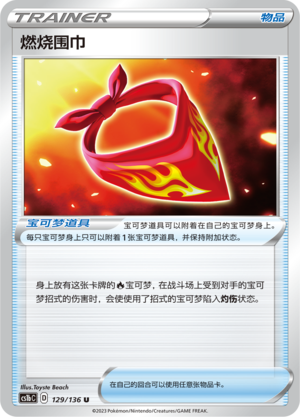 TRAINER 物品
燃烧围巾
宝可梦道具 宝可梦道具可以附着在自己的宝可梦身上。
每只宝可梦身上只可以附着1张宝可梦道具,并保持附加状态。
身上放有这张卡牌的🔥宝可梦,在战斗场上受到对手的宝可
梦招式的伤害时,会使使用了招式的宝可梦陷入灼伤状态。
Illus.Toyste Beach
CS1b C D 129/136 U
在自己的回合可以使用任意张物品卡。
©2023 Pokémon/Nintendo/Creatures/GAME FREAK.